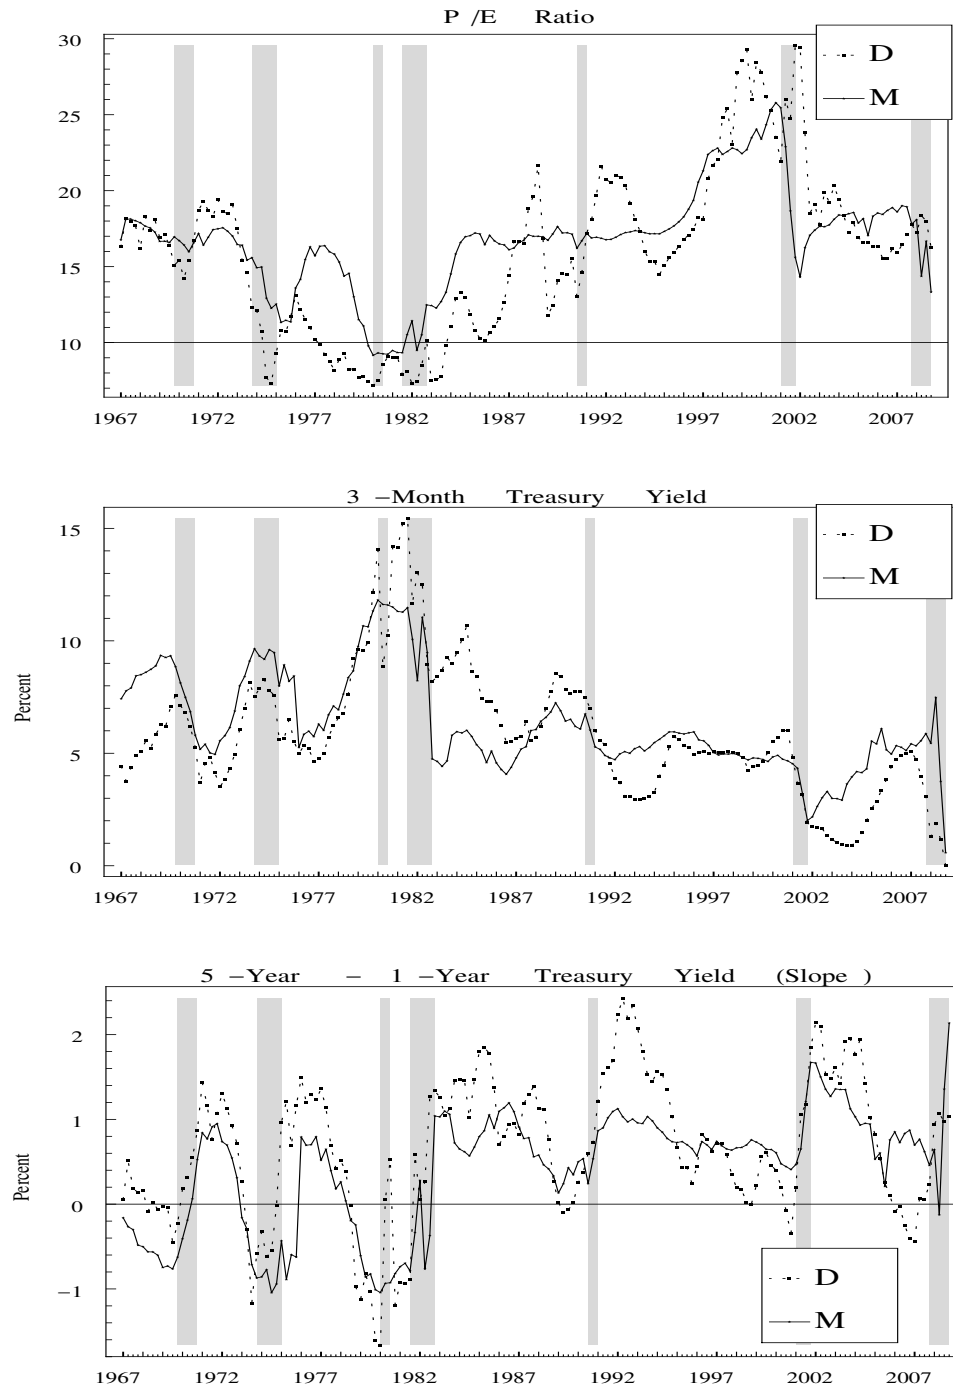 P /E Ratio
30
25
20
15
10
D
M
1967 1972 1977 1982 1987 1992 1997 2002 2007
3 −Month Treasury Yield
15
10
5
0
Percent
D
M
1967 1972 1977 1982 1987 1992 1997 2002 2007
5 −Year − 1 −Year Treasury Yield (Slope )
2
1
0
−1
Percent
D
M
1967 1972 1977 1982 1987 1992 1997 2002 2007